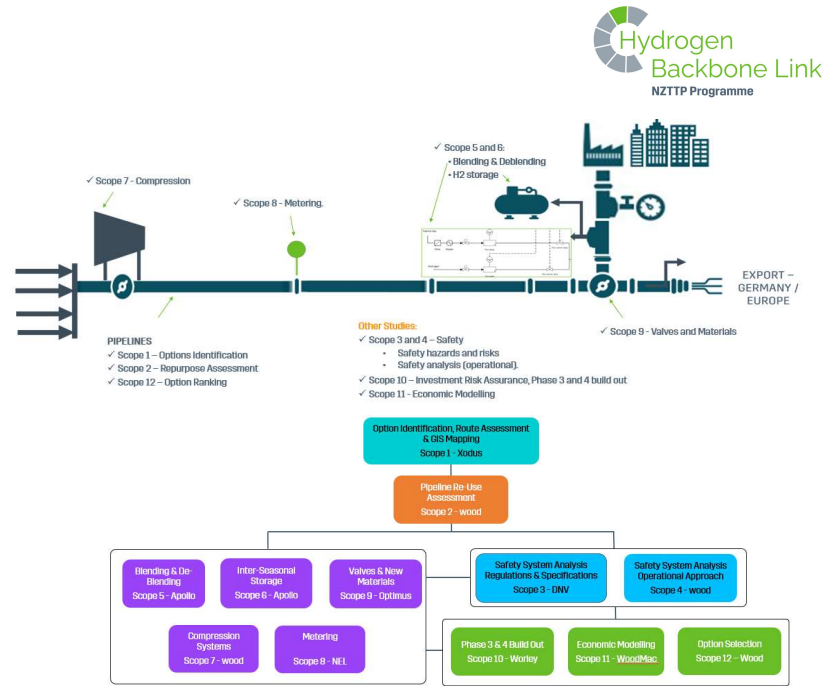 Hydrogen
Backbone Link
NZTTP Programme
✓ Scope 7 - Compression
✓ Scope 8 - Metering.
✓ Scope 5 and 6:
• Blending & Deblending
• H2 storage
EXPORT –
GERMANY /
EUROPE
✓ Scope 9 - Valves and Materials
PIPELINES
✓ Scope 1 – Options Identification
✓ Scope 2 – Repurpose Assessment
✓ Scope 12 – Option Ranking
Other Studies:
✓ Scope 3 and 4 – Safety
• Safety hazards and risks
• Safety analysis (operational).
✓ Scope 10 – Investment Risk Assurance, Phase 3 and 4 build out
✓ Scope 11 - Economic Modelling
Option Identification, Route Assessment
& GIS Mapping
Scope 1 - Xodus
Pipeline Re-Use
Assessment
Scope 2 - wood
Blending & De-
Blending
Scope 5 - Apollo
Inter-Seasonal
Storage
Scope 6 - Apollo
Valves & New
Materials
Scope 9 - Optimus
Safety System Analysis
Regulations & Specifications
Scope 3 - DNV
Safety System Analysis
Operational Approach
Scope 4 - wood
Compression
Systems
Scope 7 - wood
Metering
Scope 8 - NEL
Phase 3 & 4 Build Out
Scope 10 - Worley
Economic Modelling
Scope 11 - WoodMac
Option Selection
Scope 12 – Wood